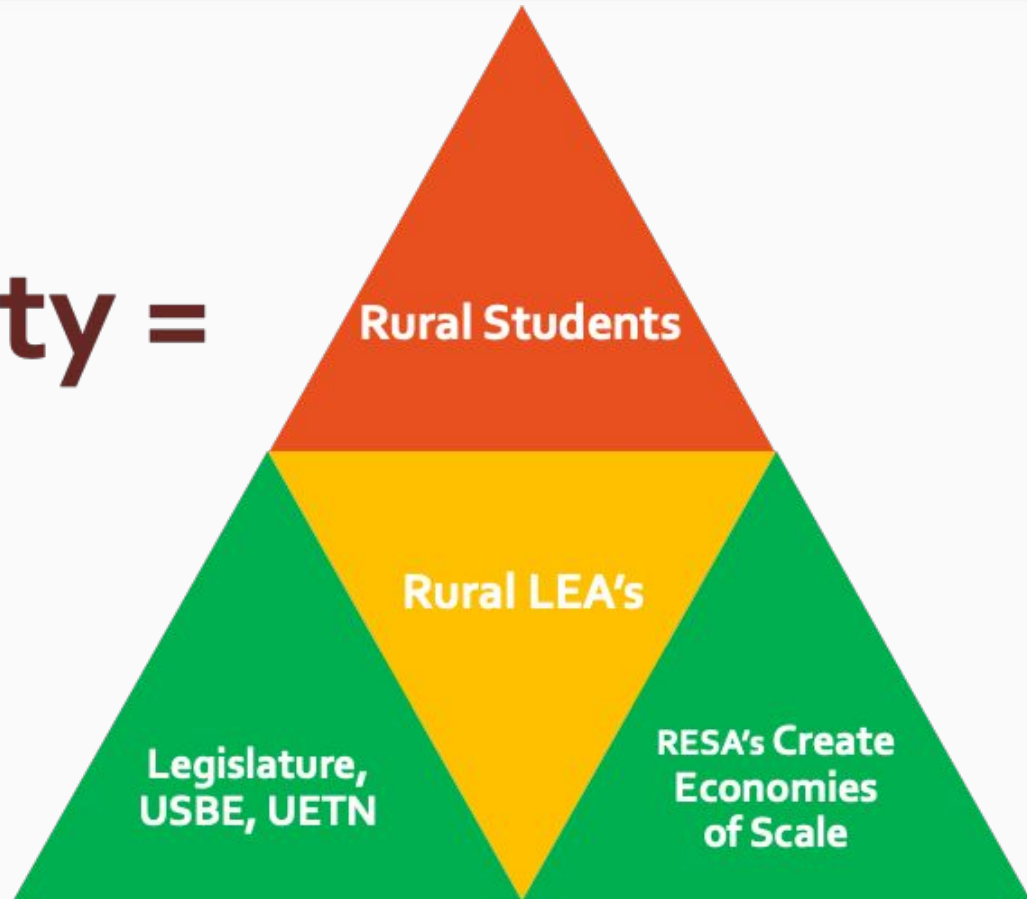 ty =
Rural Students
Rural LEA's
Legislature,
USBE, UETN
RESA's Create
Economies
of Scale